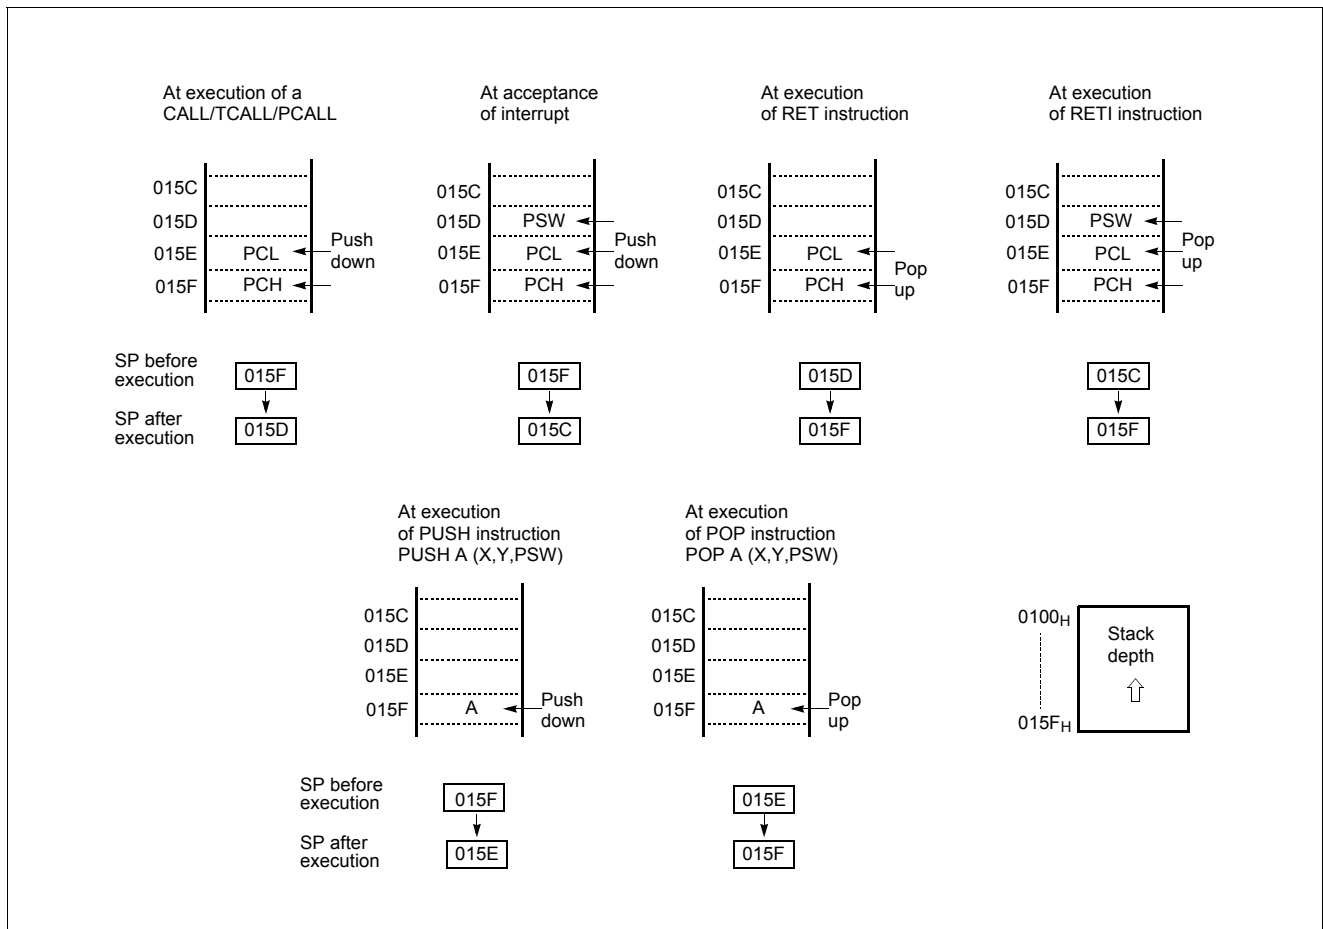 At execution of a
CALL/TCALL/PCALL
015C
015D
015E
015F
PCL
PCH
Push
down
At acceptance
of interrupt
015C
015D
015E
015F
PSW
PCL
PCH
Push
down
At execution
of RET instruction
015C
015D
015E
015F
PCL
PCH
Pop
up
At execution
of RETI instruction
015C
015D
015E
015F
PSW
PCL
PCH
Pop
up
SP before
execution
015F
015F
015D
015C
SP after
execution
015D
015C
015F
015F
At execution
of PUSH instruction
PUSH A (X,Y,PSW)
015C
015D
015E
015F
A
Push
down
At execution
of POP instruction
POP A (X,Y,PSW)
015C
015D
015E
015F
A
Pop
up
0100H
015FH
Stack
depth
SP before
execution
015F
015E
SP after
execution
015E
015F